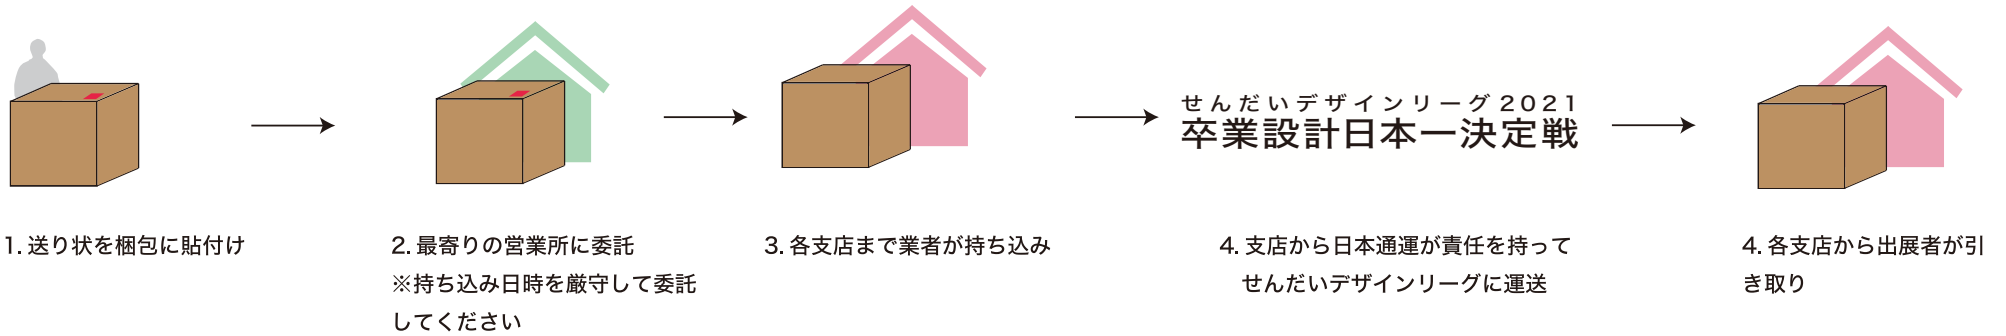 せんだいデザインリーグ2021
卒業設計日本一決定戦
1. 送り状を梱包に貼付け
2. 最寄りの営業所に委託
※持ち込み日時を厳守して委託
してください
3. 各支店まで業者が持ち込み
4. 支店から日本通運が責任を持って
せんだいデザインリーグに運送
4. 各支店から出展者が引
き取り